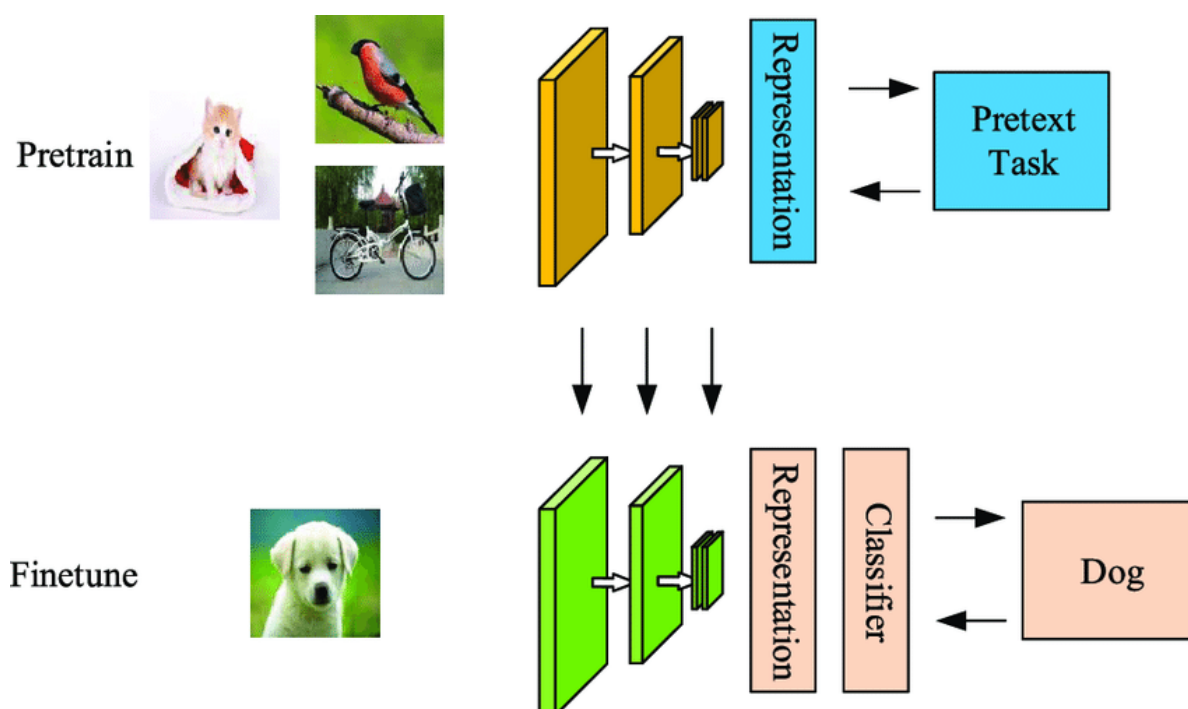 Pretrain
Representation
Pretext
Task
Finetune
Representation
Classifier
Dog